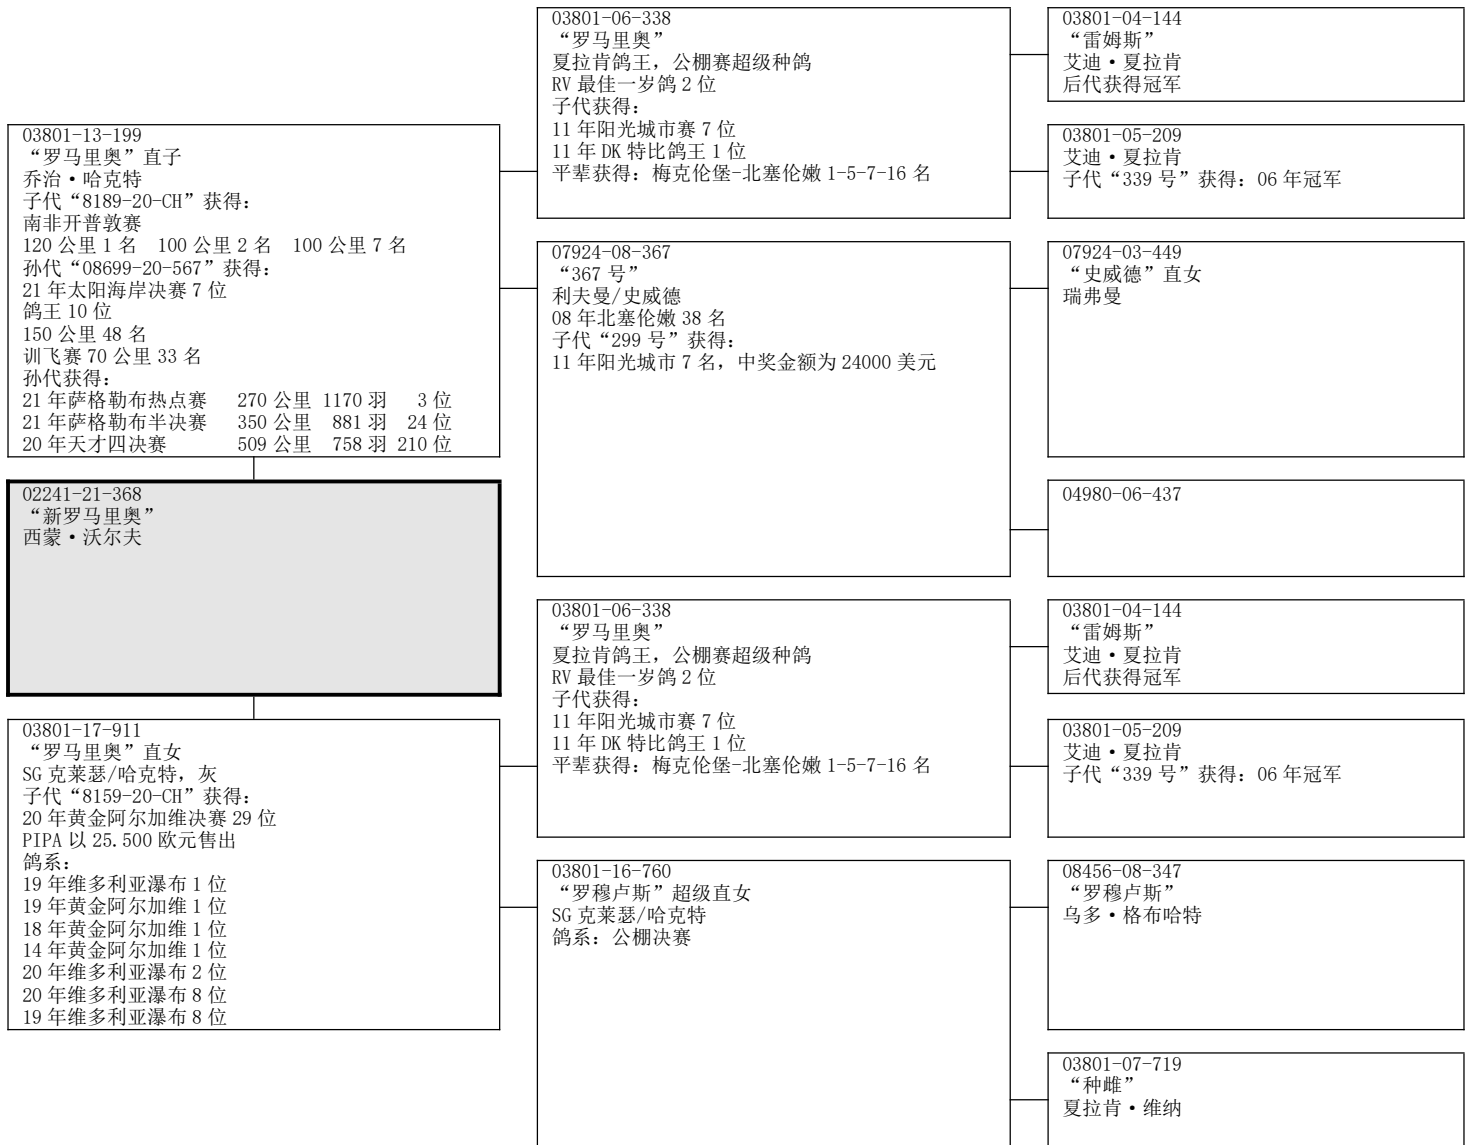 03801-13-199
“罗马里奥”直子
乔治·哈克特
子代“8189-20-CH”获得：
南非开普敦赛
120 公里 1 名 100 公里 2 名 100 公里 7 名
孙代“08699-20-567”获得：
21 年太阳海岸决赛 7 位
鸽王 10 位
150 公里 48 名
训飞赛 70 公里 33 名
孙代获得：
21 年萨格勒布热点赛 270 公里 1170 羽 3 位
21 年萨格勒布半决赛 350 公里 881 羽 24 位
20 年天才四决赛 509 公里 758 羽 210 位
02241-21-368
“新罗马里奥”
西蒙·沃尔夫
03801-17-911
“罗马里奥”直女
SG 克莱瑟/哈克特，灰
子代“8159-20-CH”获得：
20 年黄金阿尔加维决赛 29 位
PIPA 以 25.500 欧元售出
鸽系：
19 年维多利亚瀑布 1 位
19 年黄金阿尔加维 1 位
18 年黄金阿尔加维 1 位
14 年黄金阿尔加维 1 位
20 年维多利亚瀑布 2 位
20 年维多利亚瀑布 8 位
19 年维多利亚瀑布 8 位
03801-06-338
“罗马里奥”
夏拉肯鸽王，公棚赛超级种鸽
RV 最佳一岁鸽 2 位
子代获得：
11 年阳光城市赛 7 位
11 年 DK 特比鸽王 1 位
平辈获得：梅克伦堡-北塞伦嫩 1-5-7-16 名
07924-08-367
“367 号”
利夫曼/史威德
08 年北塞伦嫩 38 名
子代“299 号”获得：
11 年阳光城市 7 名，中奖金额为 24000 美元
03801-06-338
“罗马里奥”
夏拉肯鸽王，公棚赛超级种鸽
RV 最佳一岁鸽 2 位
子代获得：
11 年阳光城市赛 7 位
11 年 DK 特比鸽王 1 位
平辈获得：梅克伦堡-北塞伦嫩 1-5-7-16 名
03801-16-760
“罗穆卢斯”超级直女
SG 克莱瑟/哈克特
鸽系：公棚决赛
03801-04-144
“雷姆斯”
艾迪·夏拉肯
后代获得冠军
03801-05-209
艾迪·夏拉肯
子代“339 号”获得：06 年冠军
07924-03-449
“史威德”直女
瑞弗曼
04980-06-437
03801-04-144
“雷姆斯”
艾迪·夏拉肯
后代获得冠军
03801-05-209
艾迪·夏拉肯
子代“339 号”获得：06 年冠军
08456-08-347
“罗穆卢斯”
乌多·格布哈特
03801-07-719
“种雌”
夏拉肯·维纳